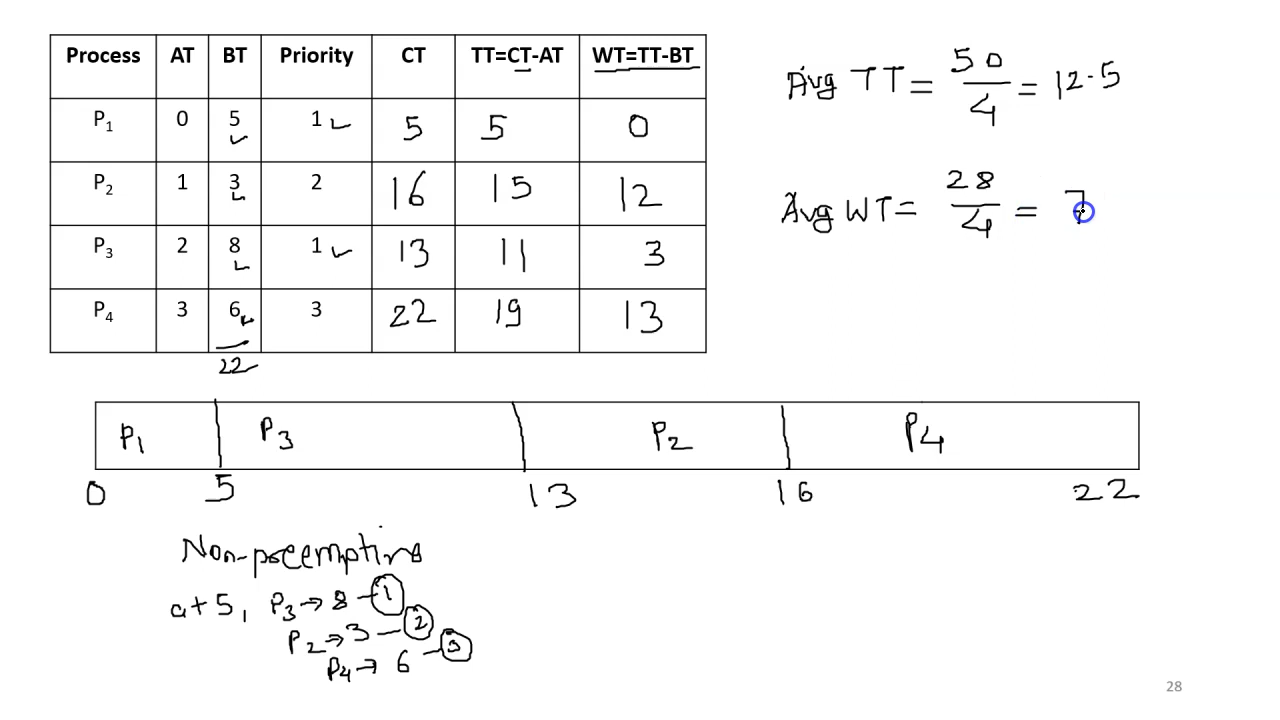 Process AT BT Priority CT TT=CT-AT WT=TT-BT
P1 0 5 1 5 5 0
P2 1 3 2 16 15 12
P3 2 8 1 13 11 3
P4 3 6 3 22 19 13
22
Avg TT = 50/4 = 12.5
Avg WT = 28/4 = 7
P1 P3 P2 P4
0 5 13 16 22
Non-preemptive
at 5, P3→8 - 1
P2→3 - 2
P4→ 6 - 3
28